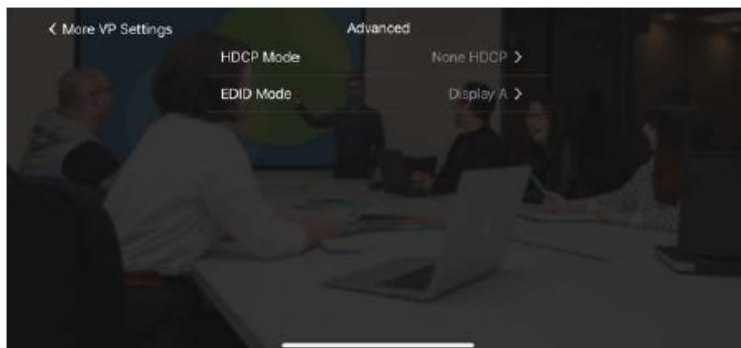 More VP Settings
Advanced
HDCP Mode None HDCP
EDID Mode Display A